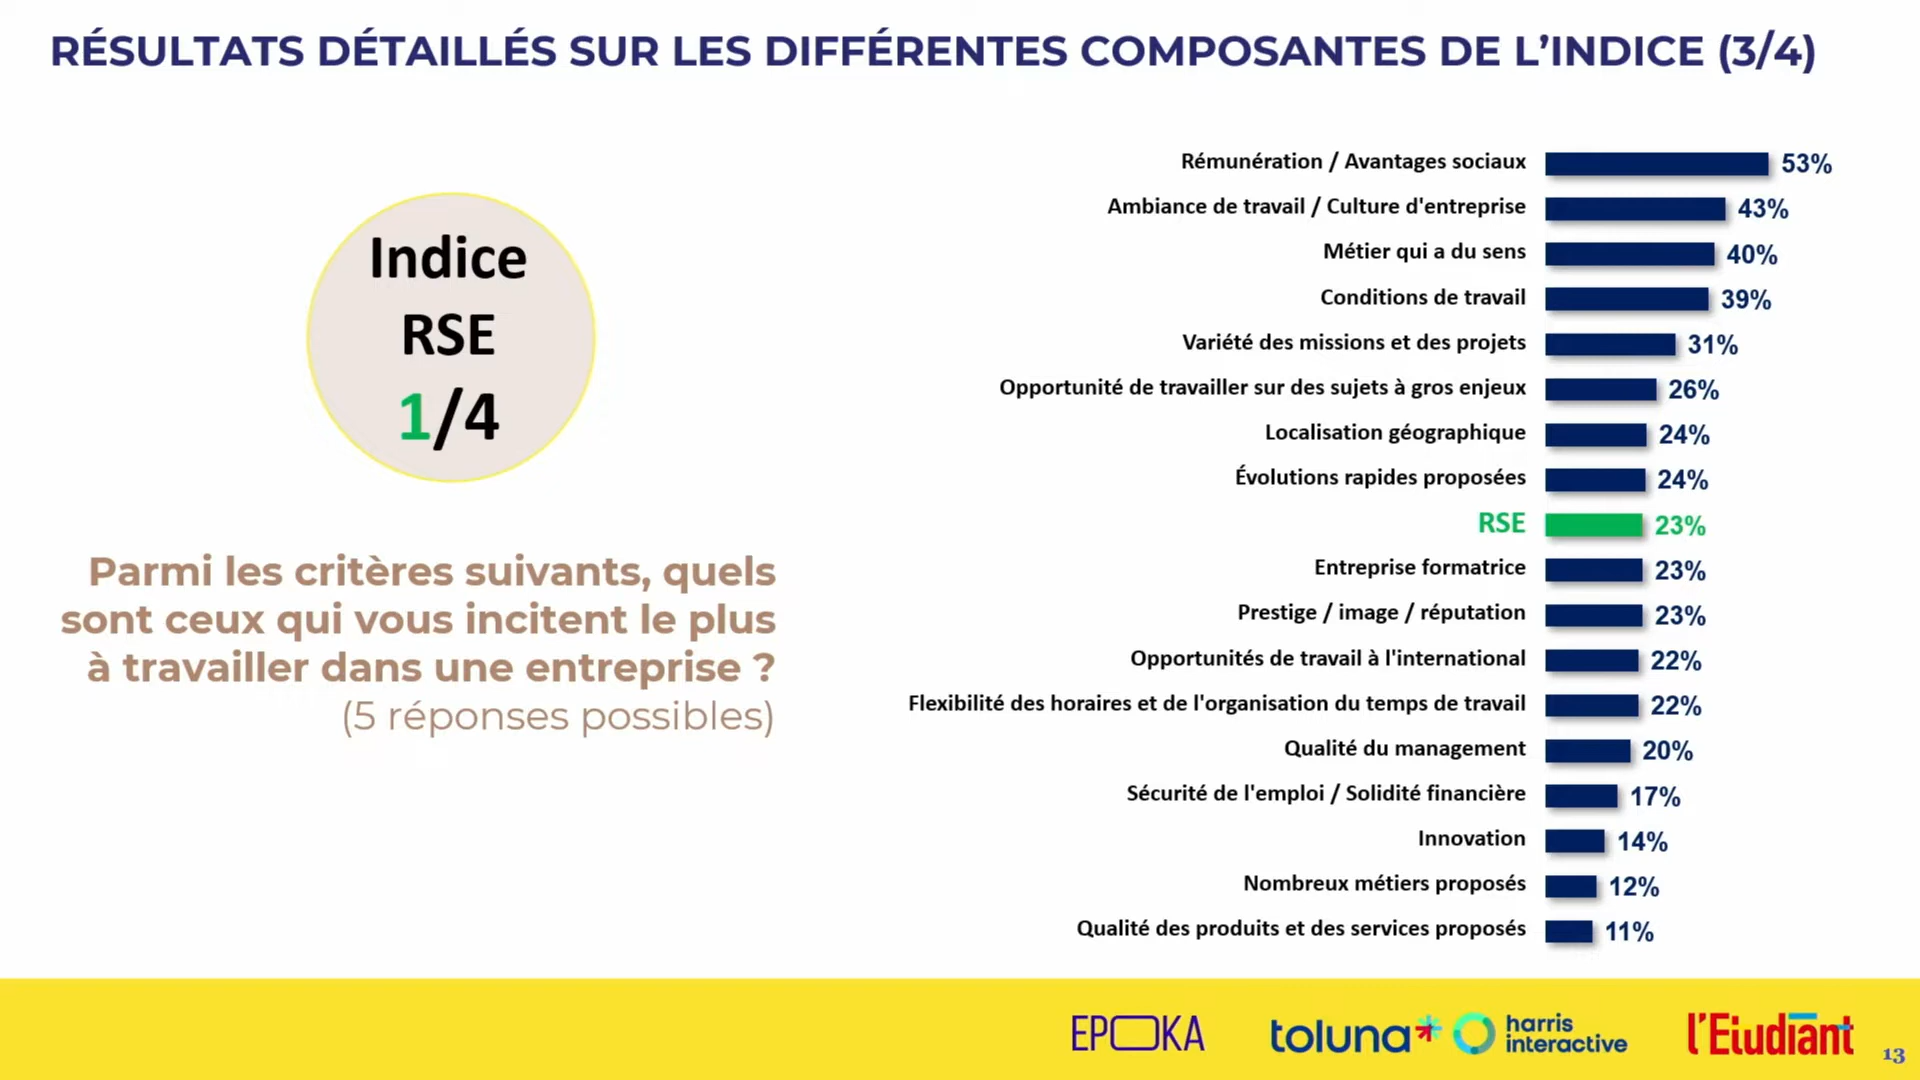 RÉSULTATS DÉTAILLÉS SUR LES DIFFÉRENTES COMPOSANTES DE L’INDICE (3/4)
Indice
RSE
1/4
Parmi les critères suivants, quels
sont ceux qui vous incitent le plus
à travailler dans une entreprise ?
(5 réponses possibles)
Rémunération / Avantages sociaux 53%
Ambiance de travail / Culture d'entreprise 43%
Métier qui a du sens 40%
Conditions de travail 39%
Variété des missions et des projets 31%
Opportunité de travailler sur des sujets à gros enjeux 26%
Localisation géographique 24%
Évolutions rapides proposées 24%
RSE 23%
Entreprise formatrice 23%
Prestige / image / réputation 23%
Opportunités de travail à l'international 22%
Flexibilité des horaires et de l'organisation du temps de travail 22%
Qualité du management 20%
Sécurité de l'emploi / Solidité financière 17%
Innovation 14%
Nombreux métiers proposés 12%
Qualité des produits et des services proposés 11%
EPOKA
toluna*
harris
interactive
l'Etudiant
13